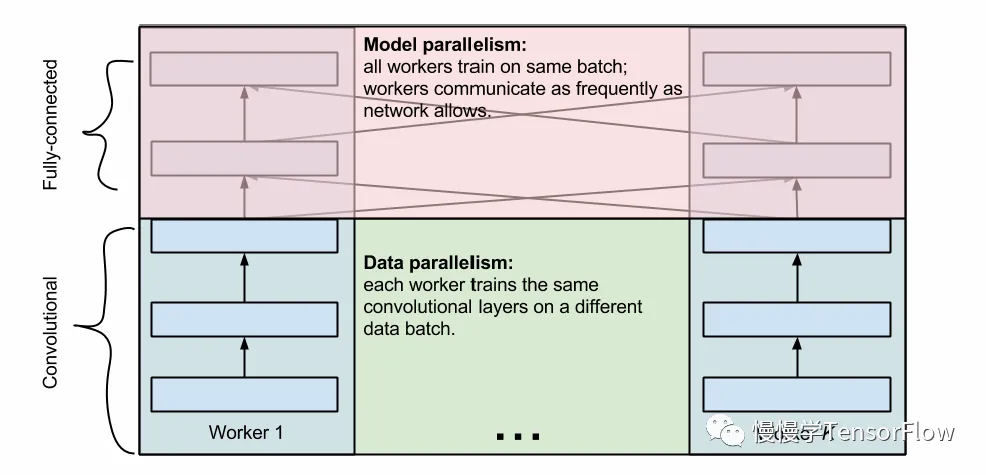 Model parallelism:
all workers train on same batch;
workers communicate as frequently as
network allows.
Fully-connected
Data parallelism:
each worker trains the same
convolutional layers on a different
data batch.
Convolutional
Worker 1
...
慢慢学TensorFlow